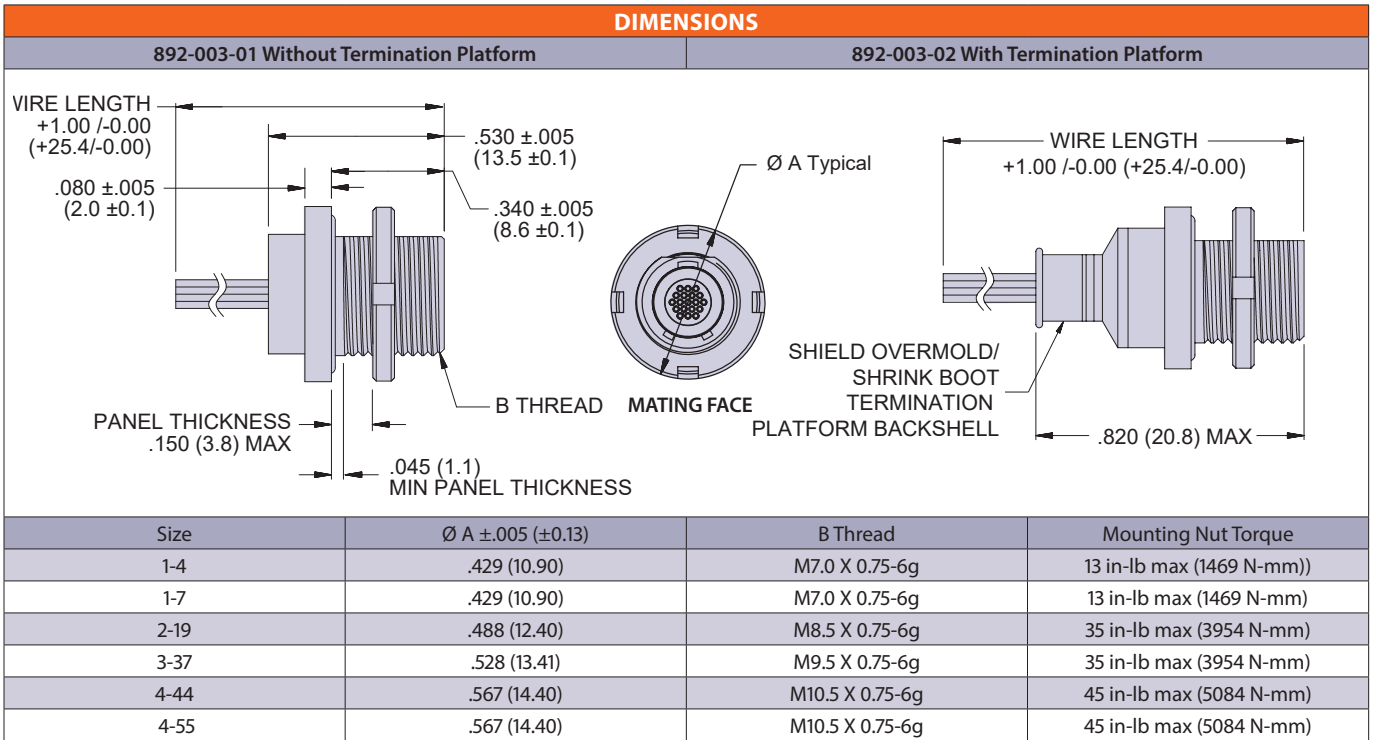 DIMENSIONS
892-003-01 Without Termination Platform
892-003-02 With Termination Platform
WIRE LENGTH
+1.00 /-0.00
(+25.4/-0.00)
.530 ±.005
(13.5 ±0.1)
.080 ±.005
(2.0 ±0.1)
.340 ±.005
(8.6 ±0.1)
Ø A Typical
WIRE LENGTH
+1.00 /-0.00 (+25.4/-0.00)
B THREAD
MATING FACE
SHIELD OVERMOLD/
SHRINK BOOT
TERMINATION
PLATFORM BACKSHELL
.820 (20.8) MAX
PANEL THICKNESS
.150 (3.8) MAX
.045 (1.1)
MIN PANEL THICKNESS
Size Ø A ±.005 (±0.13) B Thread Mounting Nut Torque
1-4 .429 (10.90) M7.0 X 0.75-6g 13 in-lb max (1469 N-mm))
1-7 .429 (10.90) M7.0 X 0.75-6g 13 in-lb max (1469 N-mm)
2-19 .488 (12.40) M8.5 X 0.75-6g 35 in-lb max (3954 N-mm)
3-37 .528 (13.41) M9.5 X 0.75-6g 35 in-lb max (3954 N-mm)
4-44 .567 (14.40) M10.5 X 0.75-6g 45 in-lb max (5084 N-mm)
4-55 .567 (14.40) M10.5 X 0.75-6g 45 in-lb max (5084 N-mm)